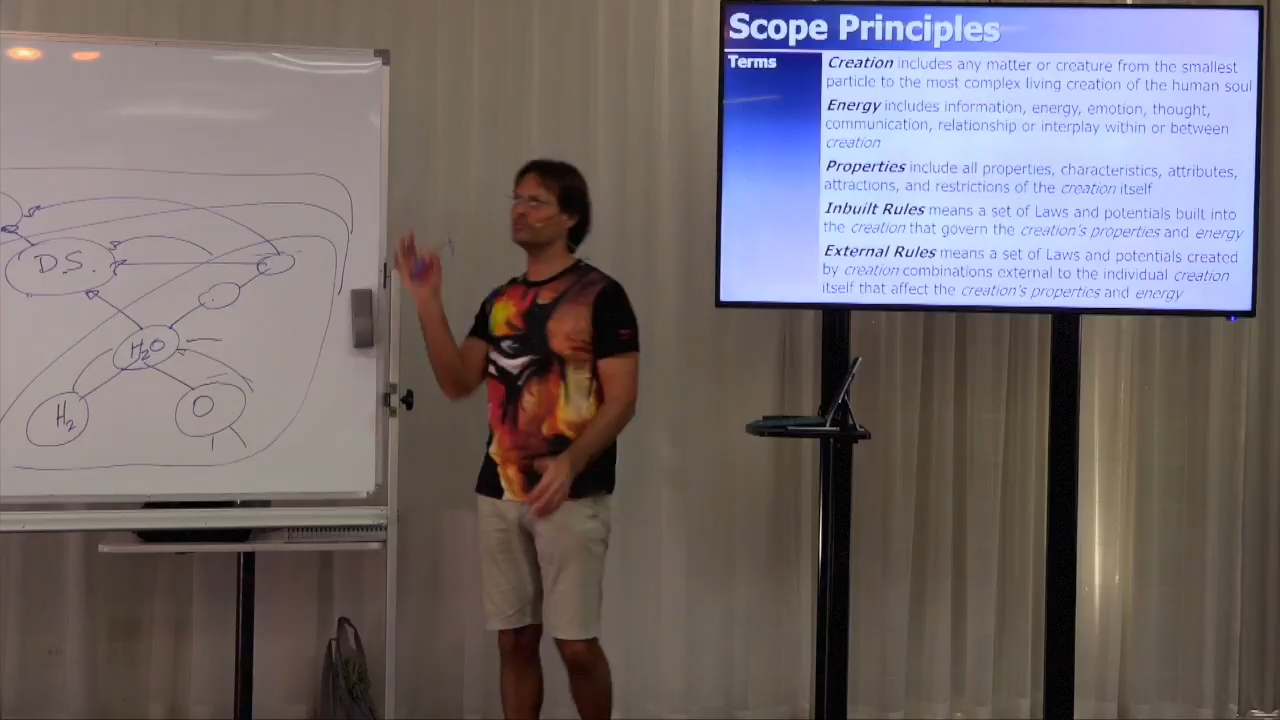 D.S.
H₂O
H₂
O
Scope Principles
Terms
Creation includes any matter or creature from the smallest
particle to the most complex living creation of the human soul
Energy includes information, energy, emotion, thought,
communication, relationship or interplay within or between
creation
Properties include all properties, characteristics, attributes,
attractions, and restrictions of the creation itself
Inbuilt Rules means a set of Laws and potentials built into
the creation that govern the creation's properties and energy
External Rules means a set of Laws and potentials created
by creation combinations external to the individual creation
itself that affect the creation's properties and energy